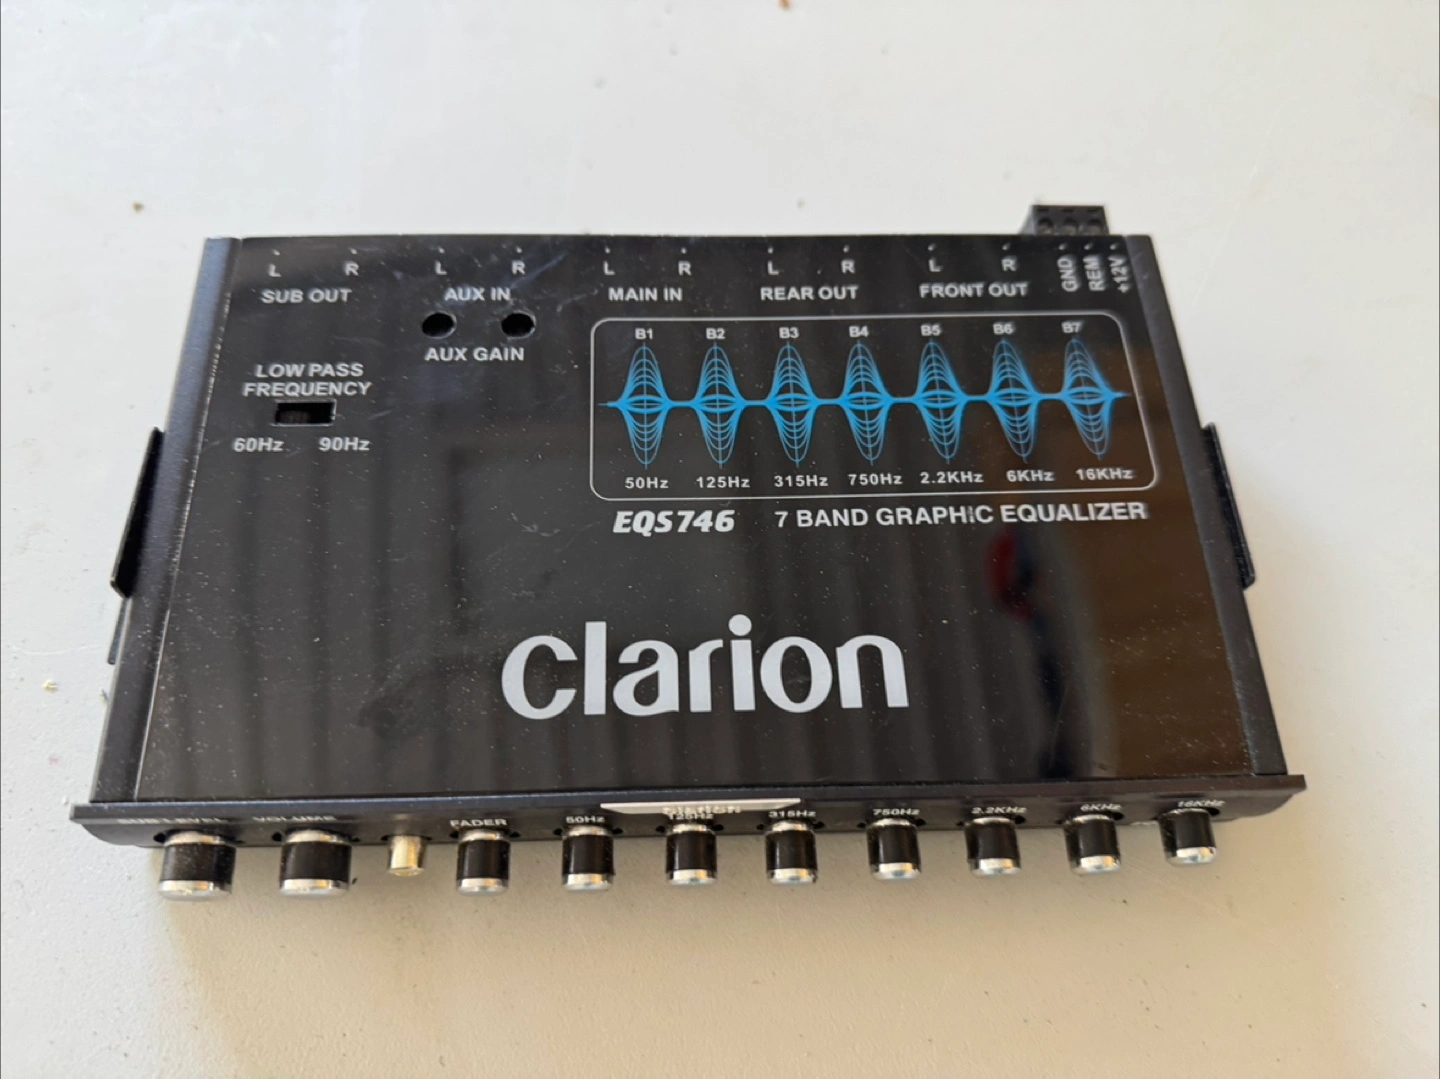 L R L R L R L R L R GND REM +12V
SUB OUT AUX IN MAIN IN REAR OUT FRONT OUT
AUX GAIN
LOW PASS
FREQUENCY
60Hz 90Hz
B1 B2 B3 B4 B5 B6 B7
50Hz 125Hz 315Hz 750Hz 2.2KHz 6KHz 16KHz
EQS746 7 BAND GRAPHIC EQUALIZER
clarion
SUB LEVEL VOLUME FADER 50Hz 125Hz 315Hz 750Hz 2.2KHz 6KHz 16KHz